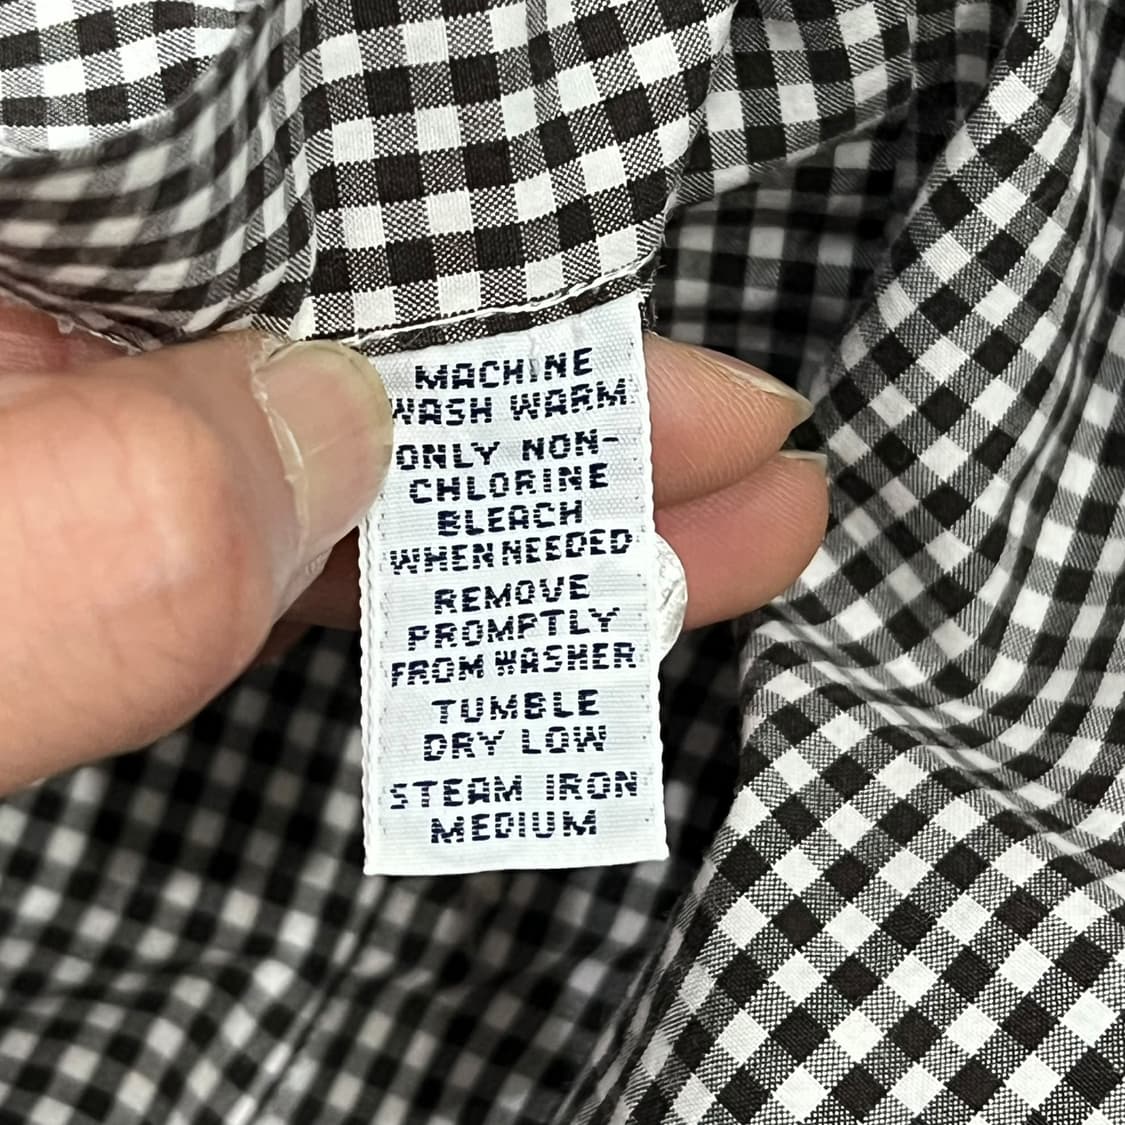 MACHINE
WASH WARM
ONLY NON-
CHLORINE
BLEACH
WHEN NEEDED
REMOVE
PROMPTLY
FROM WASHER
TUMBLE
DRY LOW
STEAM IRON
MEDIUM